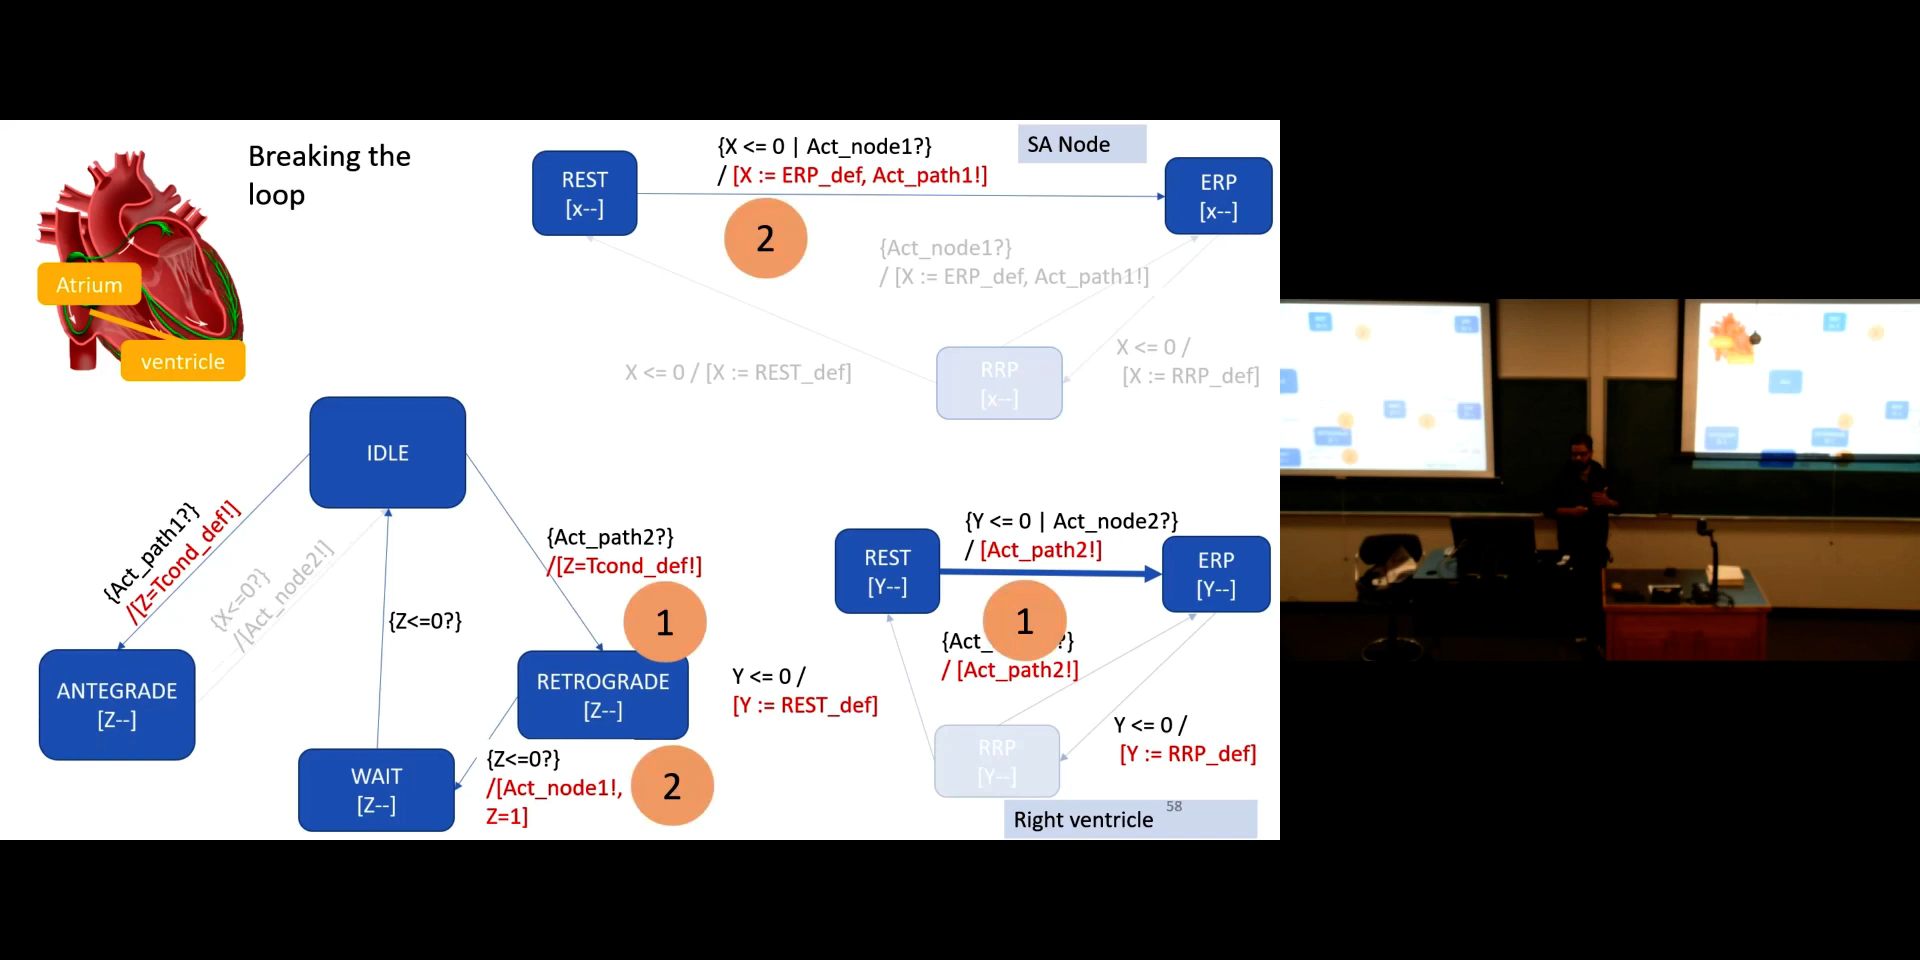 Breaking the
loop
Atrium
ventricle
SA Node
REST
[x--]
{X <= 0 | Act_node1?}
/ [X := ERP_def, Act_path1!]
2
ERP
[x--]
{Act_node1?}
/ [X := ERP_def, Act_path1!]
X <= 0 / [X := REST_def]
RRP
[x--]
X <= 0 /
[X := RRP_def]
IDLE
{Act_path1?}
/[Z=Tcond_def!]
{X<=0?}
/[Act_node2!]
{Z<=0?}
{Act_path2?}
/[Z=Tcond_def!]
1
ANTEGRADE
[Z--]
RETROGRADE
[Z--]
WAIT
[Z--]
{Z<=0?}
/[Act_node1!,
Z=1]
2
REST
[Y--]
{Y <= 0 | Act_node2?}
/ [Act_path2!]
1
ERP
[Y--]
{Act_
?}
/ [Act_path2!]
Y <= 0 /
[Y := REST_def]
RRP
[Y--]
Y <= 0 /
[Y := RRP_def]
58
Right ventricle